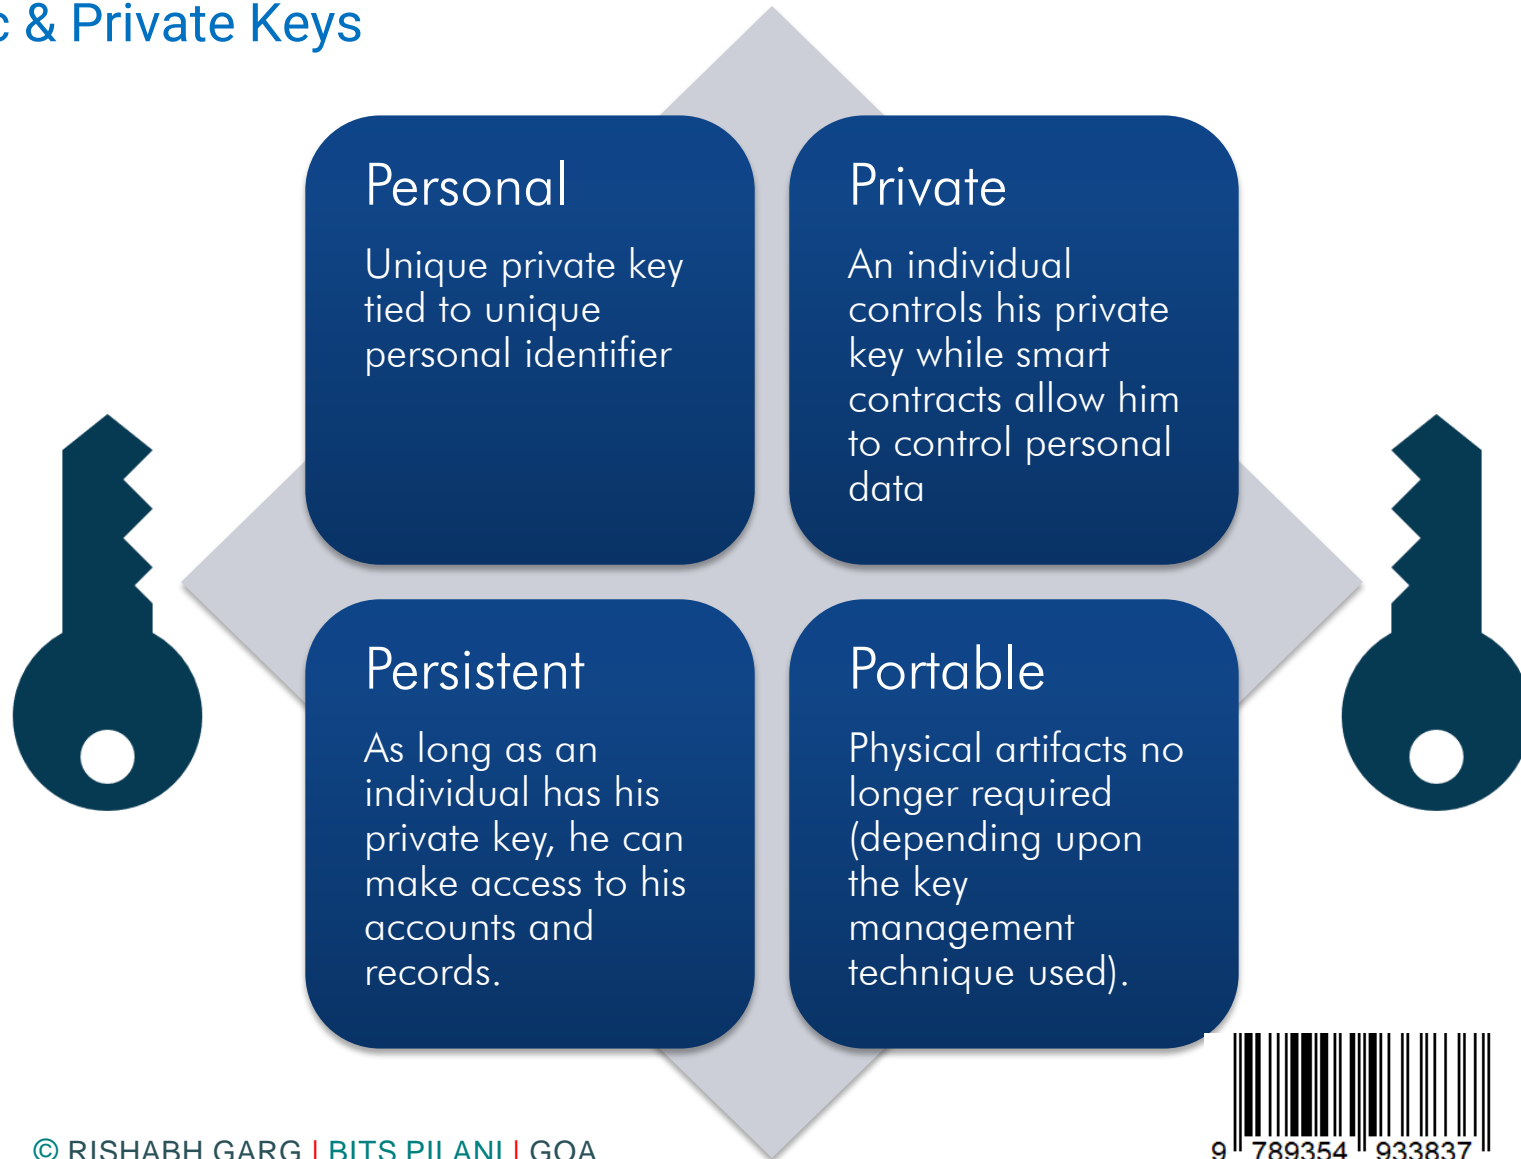 c & Private Keys
Personal
Unique private key
tied to unique
personal identifier
Private
An individual
controls his private
key while smart
contracts allow him
to control personal
data
Persistent
As long as an
individual has his
private key, he can
make access to his
accounts and
records.
Portable
Physical artifacts no
longer required
(depending upon
the key
management
technique used).
© RISHABH GARG | BITS PILANI | GOA
9 789354 933837